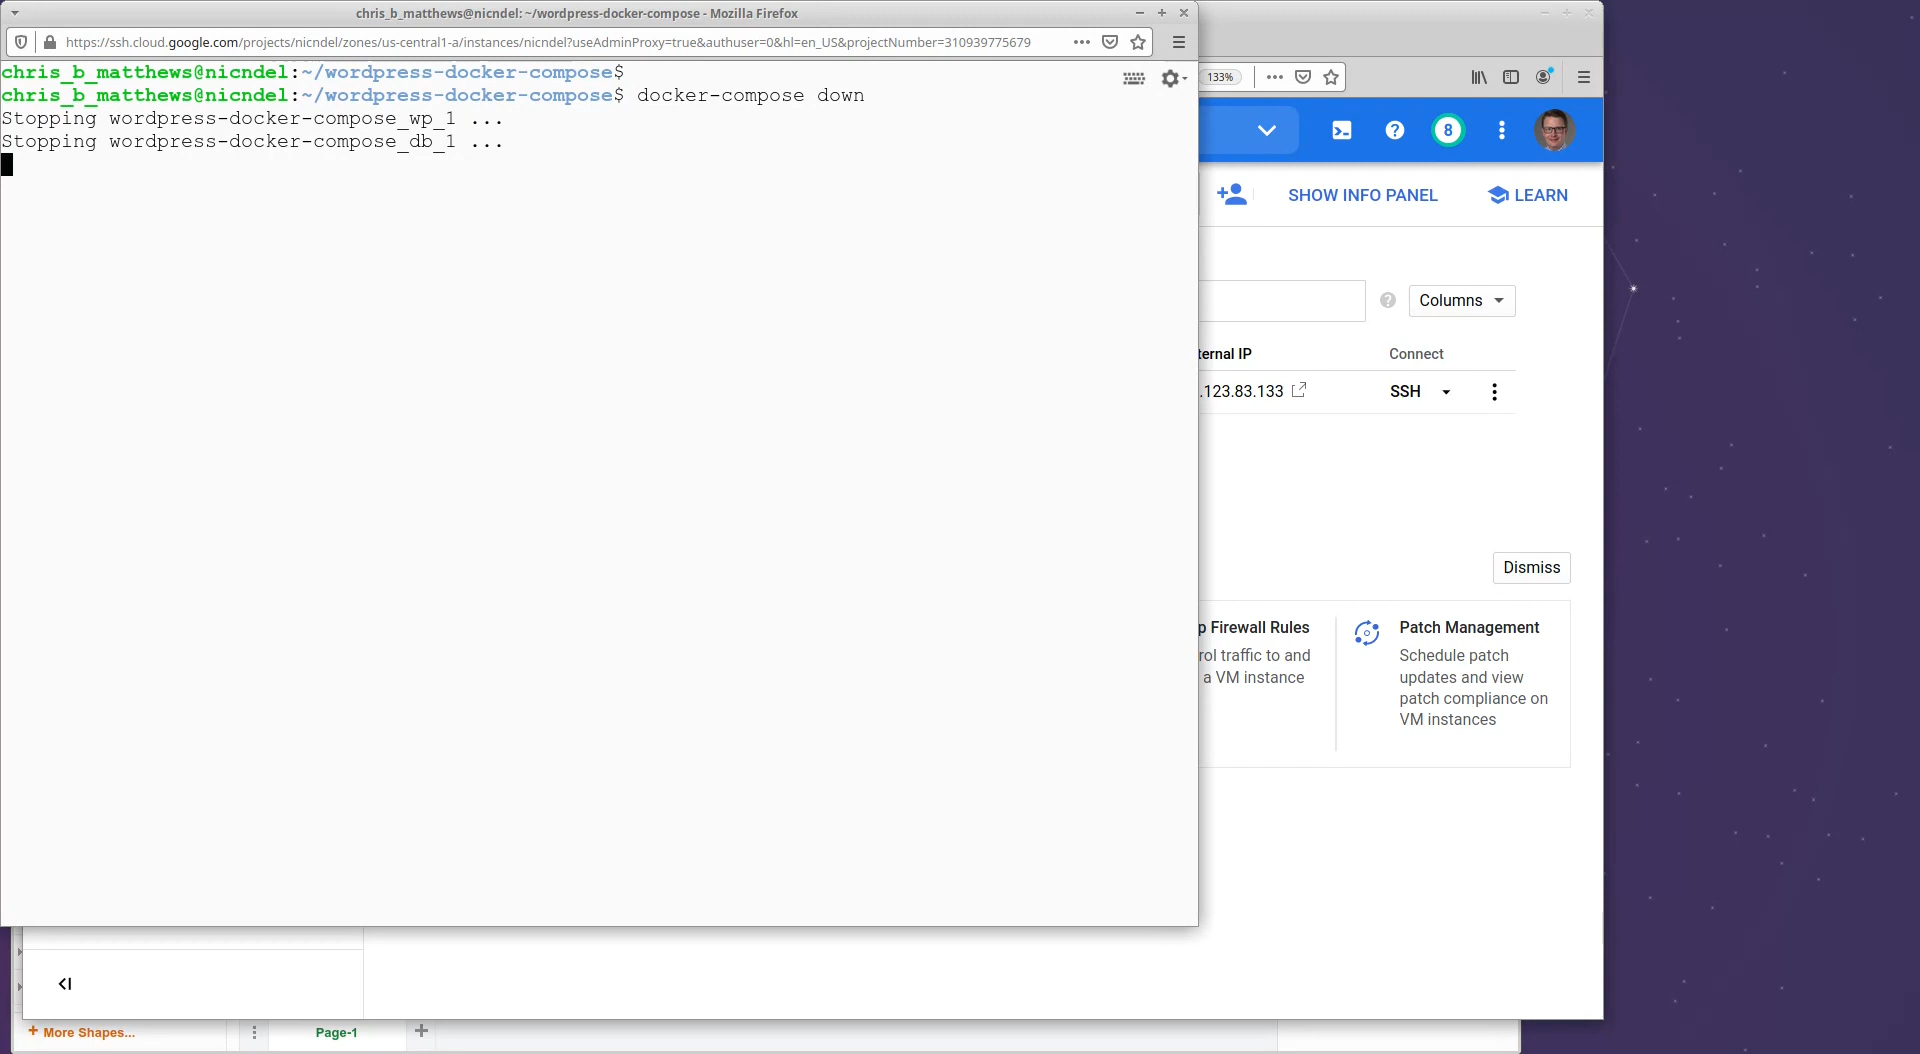 chris_b_matthews@nicndel: ~/wordpress-docker-compose - Mozilla Firefox
https://ssh.cloud.google.com/projects/nicndel/zones/us-central1-a/instances/nicndel?useAdminProxy=true&authuser=0&hl=en_US&projectNumber=310939775679
chris_b_matthews@nicndel:~/wordpress-docker-compose$
chris_b_matthews@nicndel:~/wordpress-docker-compose$ docker-compose down
Stopping wordpress-docker-compose_wp_1 ...
Stopping wordpress-docker-compose_db_1 ...
133%
8
SHOW INFO PANEL
LEARN
Columns
ternal IP
Connect
.123.83.133
SSH
Dismiss
p Firewall Rules
rol traffic to and
a VM instance
Patch Management
Schedule patch
updates and view
patch compliance on
VM instances
+ More Shapes...
Page-1